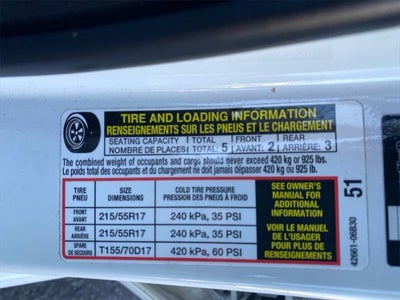 TIRE AND LOADING INFORMATION
RENSEIGNEMENTS SUR LES PNEUS ET LE CHARGEMENT
SEATING CAPACITY TOTAL FRONT REAR
NOMBRE DE PLACES TOTAL: 5 AVANT: 2 ARRIÈRE: 3
The combined weight of occupants and cargo should never exceed 420 kg or 925 lbs.
Le poids total des occupants et du chargement ne doit jamais dépasser 420 kg or 925 lbs.
TIRE PNEU SIZE DIMENSIONS COLD TIRE PRESSURE PRESSION DES PNEUS À FROID
FRONT AVANT 215/55R17 240 kPa, 35 PSI
REAR ARRIÈRE 215/55R17 240 kPa, 35 PSI
SPARE DE SECOURS T155/70D17 420 kPa, 60 PSI
SEE OWNER'S
MANUAL FOR
ADDITIONAL
INFORMATION
VOIR LE MANUEL
DE L'USAGER
POUR PLUS DE
RENSEIGNEMENTS
51
42661-06B30